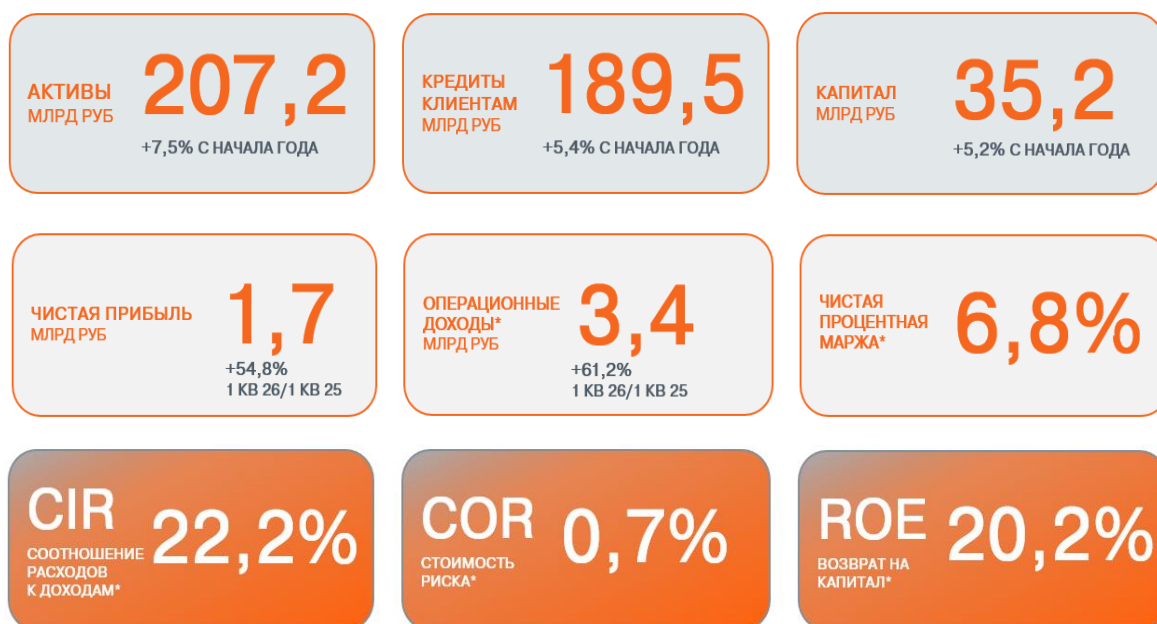 АКТИВЫ
МЛРД РУБ
207,2
+7,5% С НАЧАЛА ГОДА
КРЕДИТЫ
КЛИЕНТАМ
МЛРД РУБ
189,5
+5,4% С НАЧАЛА ГОДА
КАПИТАЛ
МЛРД РУБ
35,2
+5,2% С НАЧАЛА ГОДА
ЧИСТАЯ ПРИБЫЛЬ
МЛРД РУБ
1,7
+54,8%
1 КВ 26/1 КВ 25
ОПЕРАЦИОННЫЕ
ДОХОДЫ*
МЛРД РУБ
3,4
+61,2%
1 КВ 26/1 КВ 25
ЧИСТАЯ
ПРОЦЕНТНАЯ
МАРЖА*
6,8%
CIR
СООТНОШЕНИЕ
РАСХОДОВ
К ДОХОДАМ*
22,2%
COR
СТОИМОСТЬ
РИСКА*
0,7%
ROE
ВОЗВРАТ НА
КАПИТАЛ*
20,2%